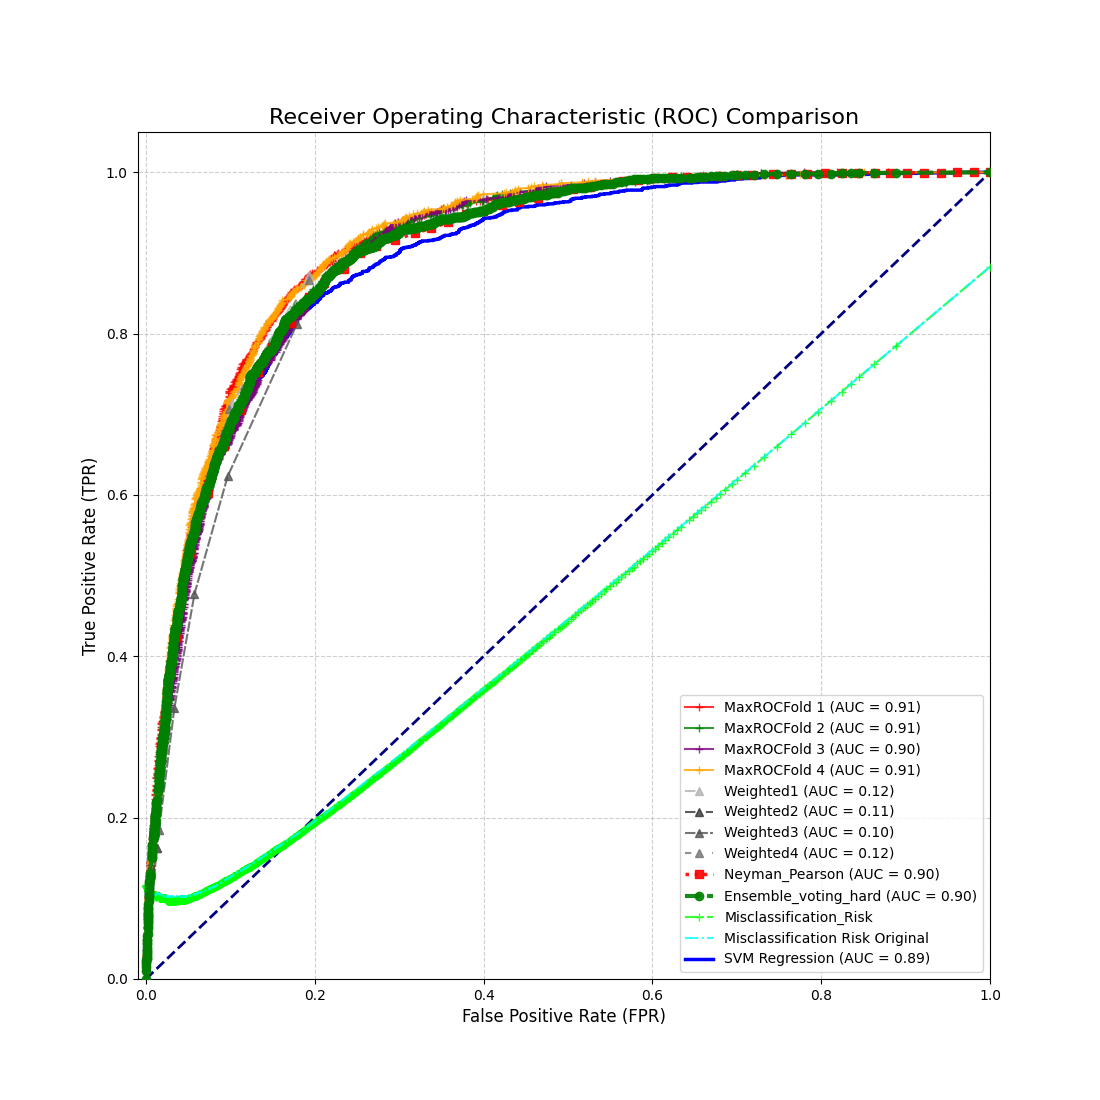 Receiver Operating Characteristic (ROC) Comparison
True Positive Rate (TPR)
1.0
0.8
0.6
0.4
0.2
0.0
MaxROCFold 1 (AUC = 0.91)
MaxROCFold 2 (AUC = 0.91)
MaxROCFold 3 (AUC = 0.90)
MaxROCFold 4 (AUC = 0.91)
Weighted1 (AUC = 0.12)
Weighted2 (AUC = 0.11)
Weighted3 (AUC = 0.10)
Weighted4 (AUC = 0.12)
Neyman_Pearson (AUC = 0.90)
Ensemble_voting_hard (AUC = 0.90)
Misclassification_Risk
Misclassification Risk Original
SVM Regression (AUC = 0.89)
0.0 0.2 0.4 0.6 0.8 1.0
False Positive Rate (FPR)